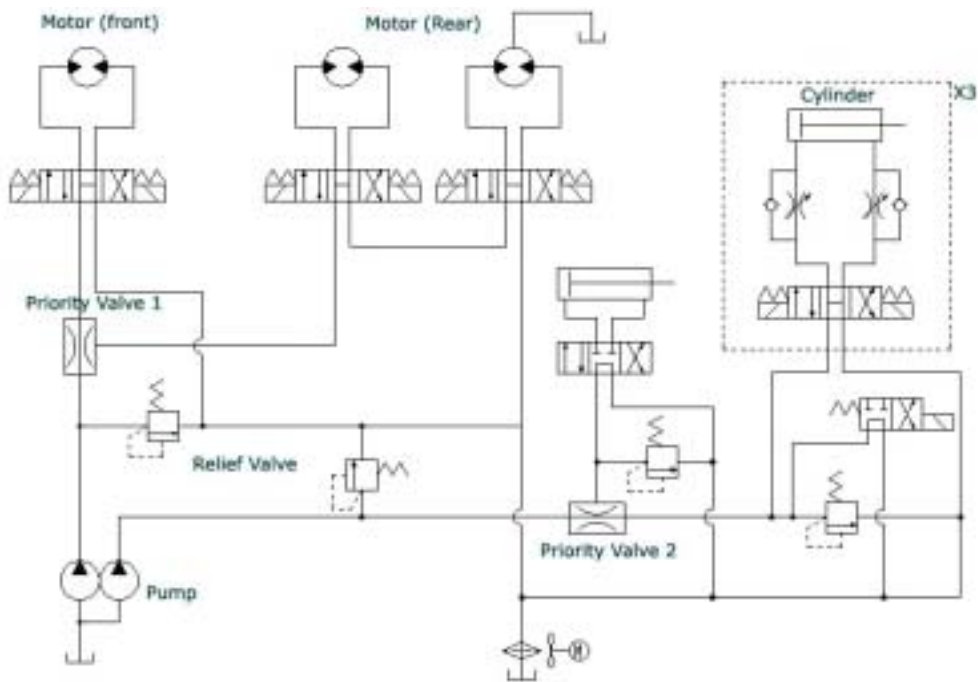 Motor (front)
Motor (Rear)
X3
Cylinder
Priority Valve 1
Relief Valve
Priority Valve 2
Pump
M